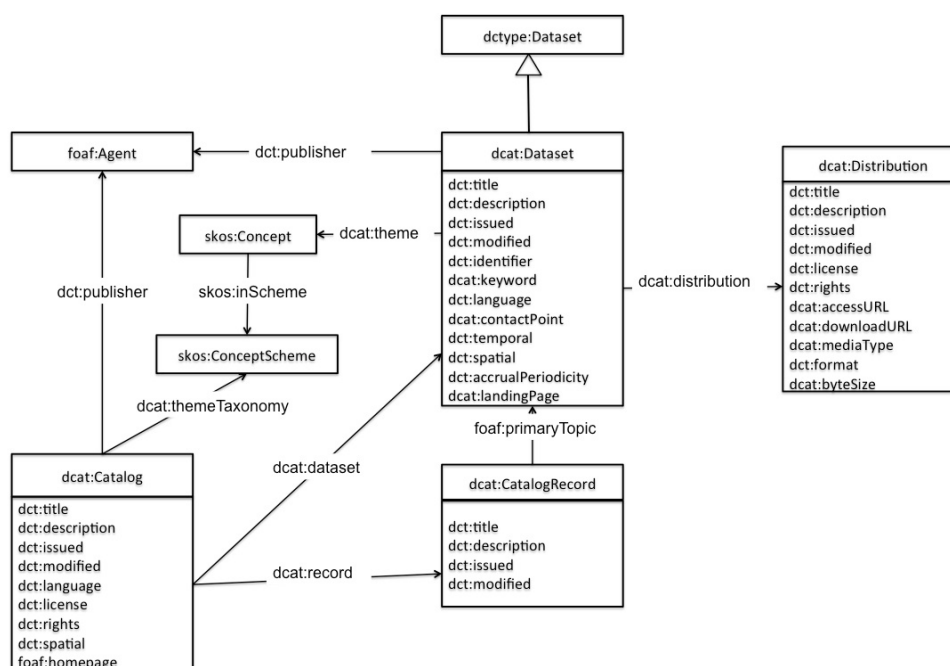 dctype:Dataset
foaf:Agent
dct:publisher
dcat:Dataset
dct:title
dct:description
dct:issued
dct:modified
dct:identifier
dcat:keyword
dct:language
dcat:contactPoint
dct:temporal
dct:spatial
dct:accrualPeriodicity
dcat:landingPage
dcat:Distribution
dct:title
dct:description
dct:issued
dct:modified
dct:license
dct:rights
dcat:accessURL
dcat:downloadURL
dcat:mediaType
dct:format
dcat:byteSize
skos:Concept
dcat:theme
dcat:distribution
dct:publisher
skos:inScheme
skos:ConceptScheme
dcat:themeTaxonomy
foaf:primaryTopic
dcat:dataset
dcat:Catalog
dct:title
dct:description
dct:issued
dct:modified
dct:language
dct:license
dct:rights
dct:spatial
foaf:homepage
dcat:record
dcat:CatalogRecord
dct:title
dct:description
dct:issued
dct:modified